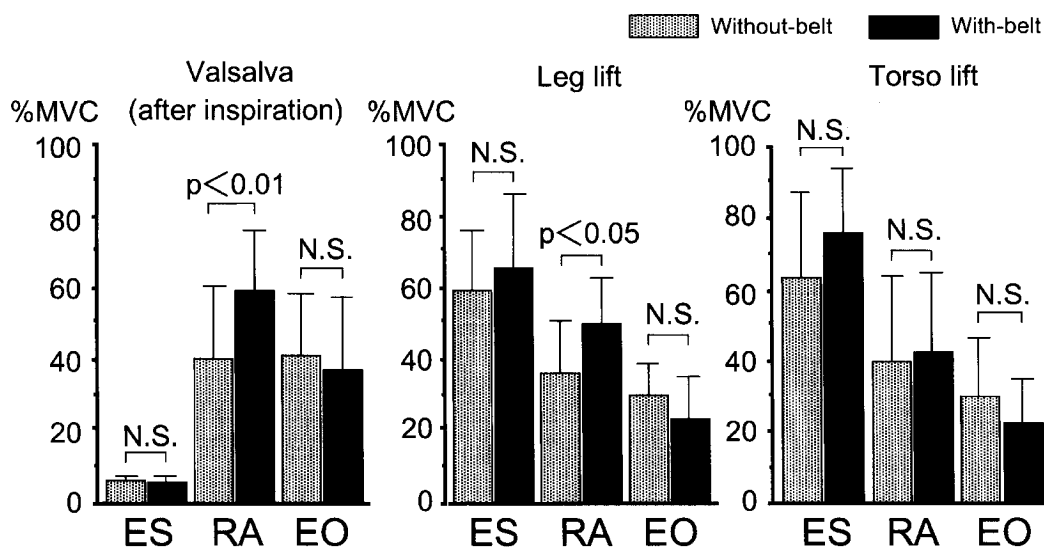 Without-belt With-belt
Valsalva
(after inspiration)
Leg lift
Torso lift
%MVC
100
80
60
40
20
0
N.S.
p<0.01
N.S.
ES RA EO
%MVC
100
80
60
40
20
0
N.S.
p<0.05
N.S.
ES RA EO
%MVC
100
80
60
40
20
0
N.S.
N.S.
N.S.
ES RA EO